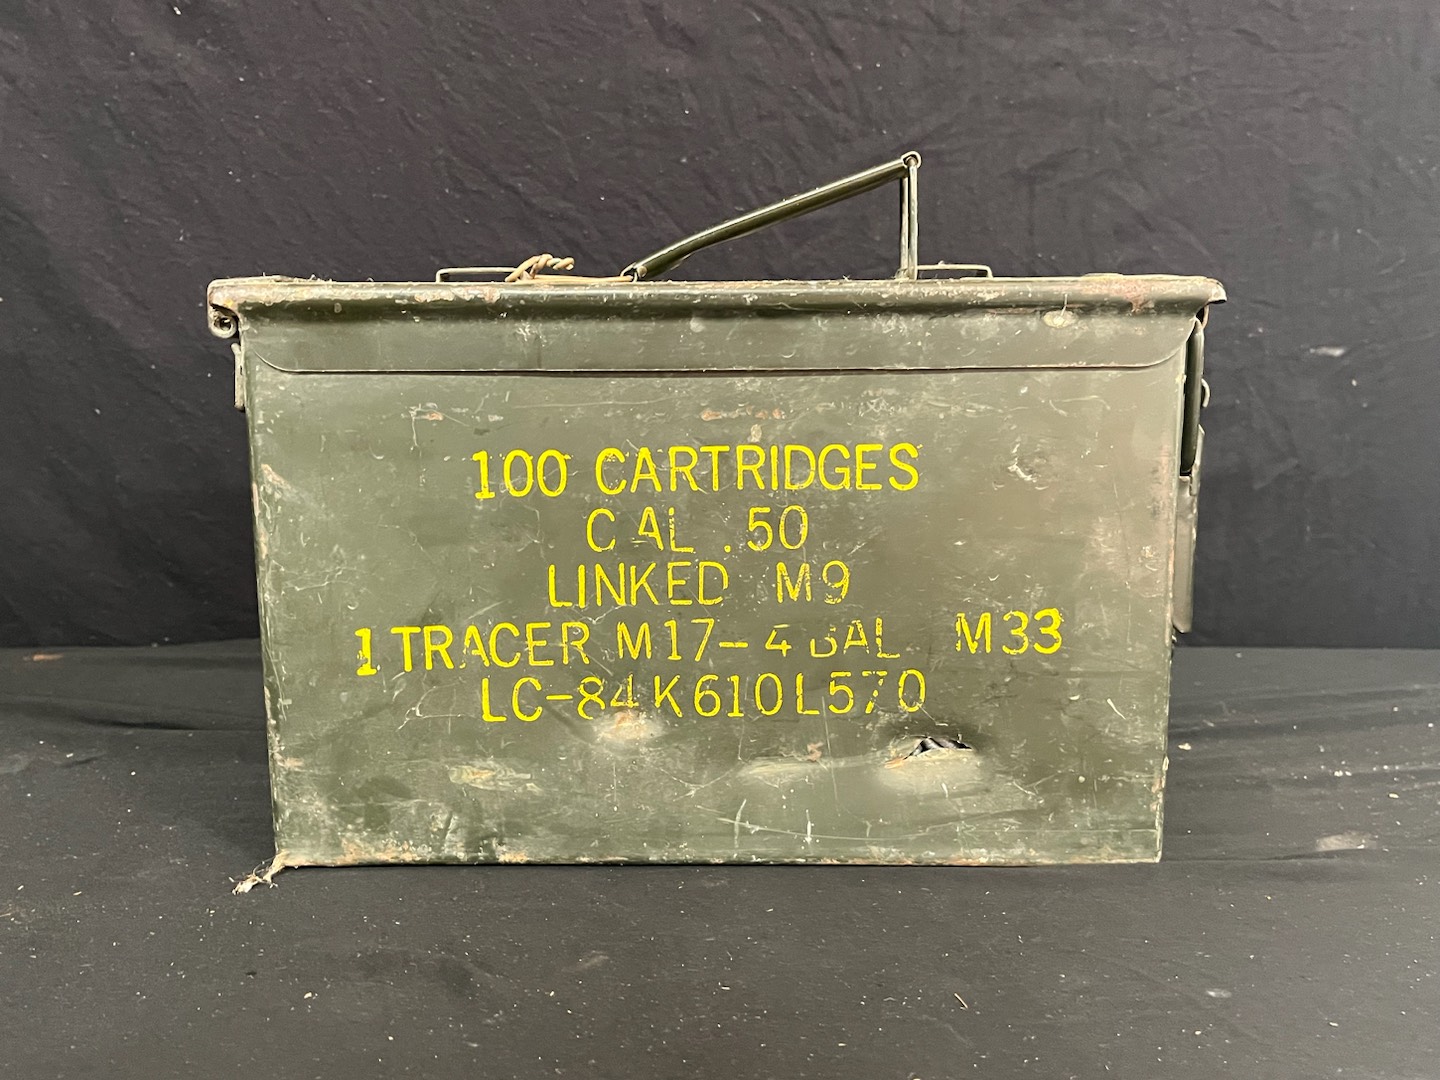 100 CARTRIDGES
CAL .50
LINKED M9
1 TRACER M17-4 BAL M33
LC-84K610L570